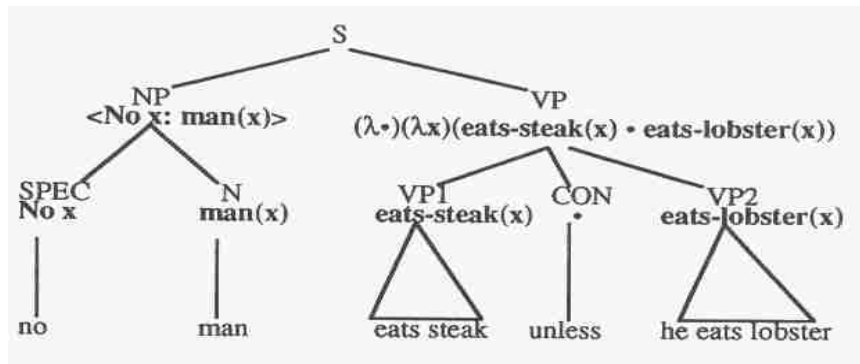 S
NP VP
<No x: man(x)> (λ•)(λx)(eats-steak(x) • eats-lobster(x))
SPEC N VP1 CON VP2
No x man(x) eats-steak(x) • eats-lobster(x)
no man eats steak unless he eats lobster